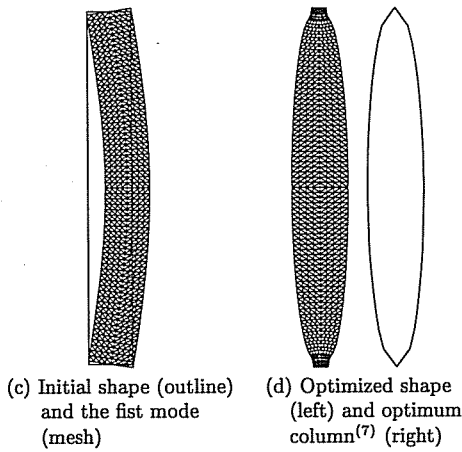 (c) Initial shape (outline)
and the fist mode
(mesh)
(d) Optimized shape
(left) and optimum
column(7) (right)